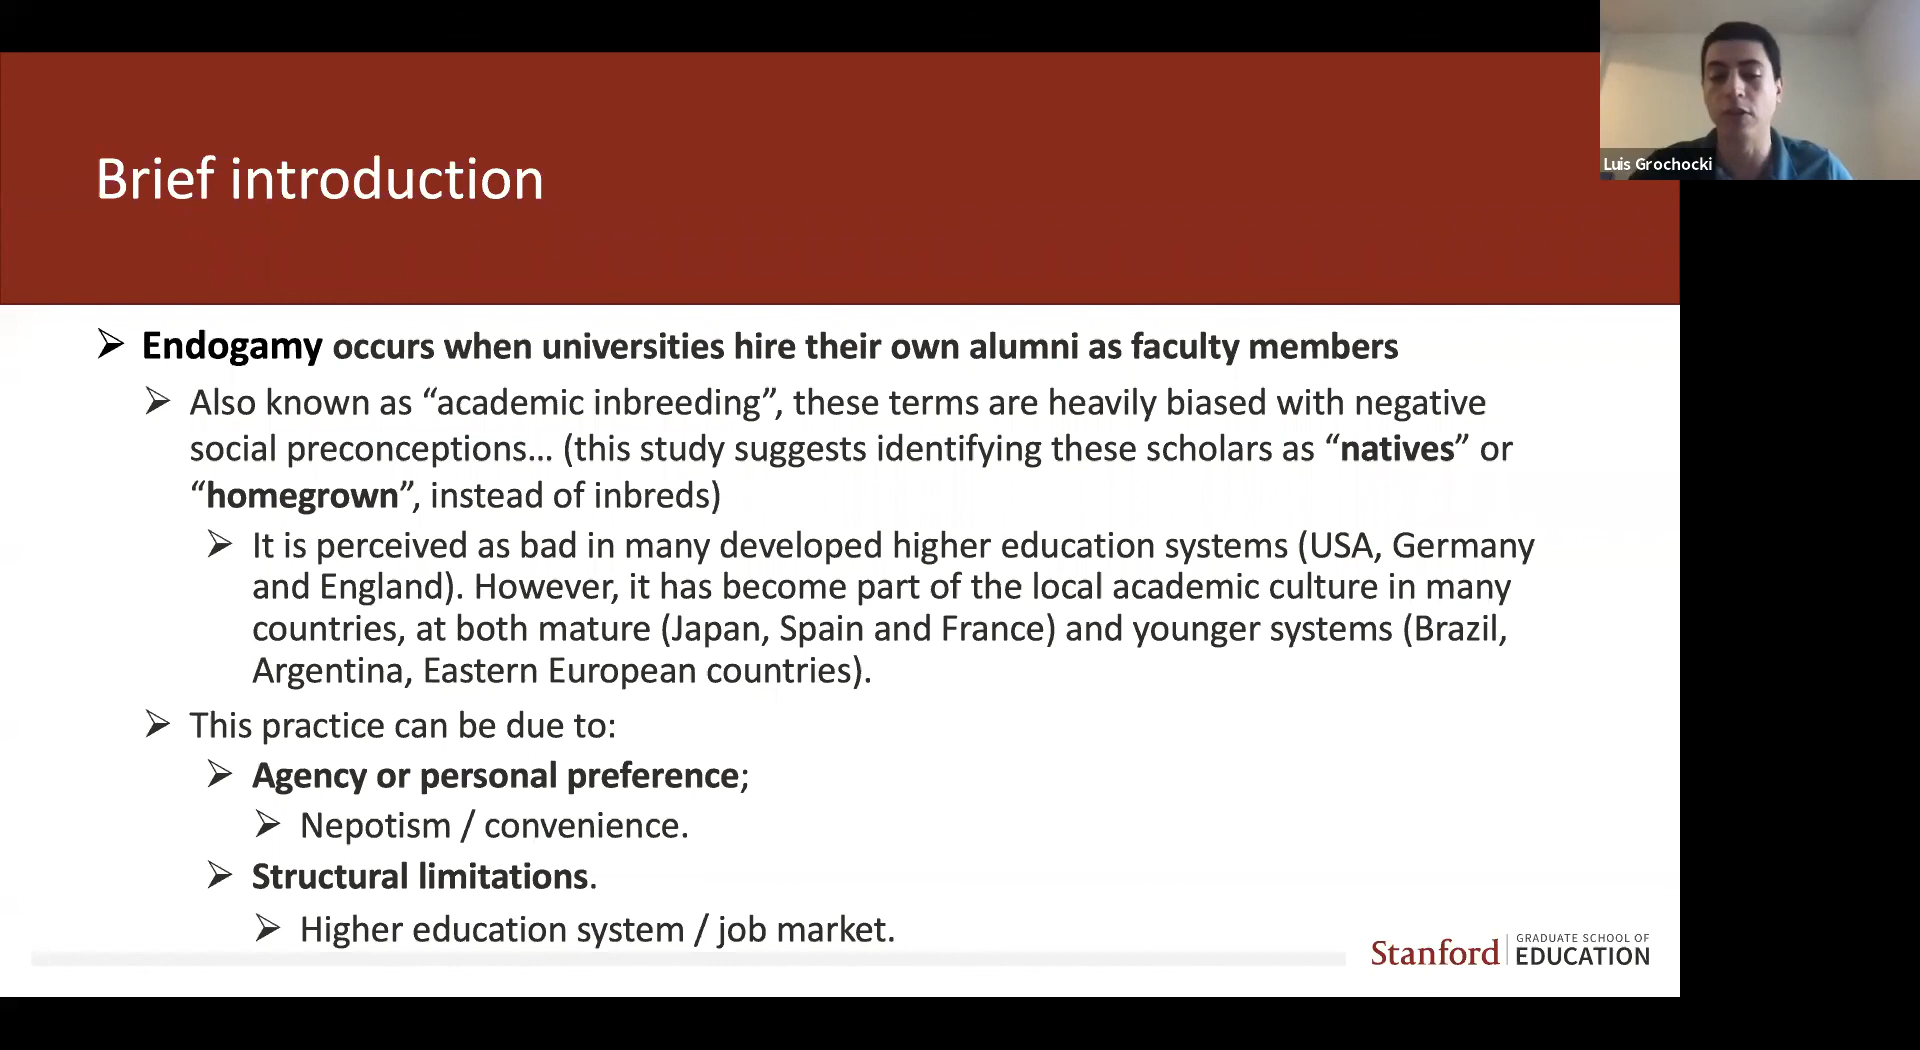 Brief introduction
Luis Grochocki
➢ Endogamy occurs when universities hire their own alumni as faculty members
➢ Also known as “academic inbreeding”, these terms are heavily biased with negative
social preconceptions... (this study suggests identifying these scholars as “natives” or
“homegrown”, instead of inbreds)
➢ It is perceived as bad in many developed higher education systems (USA, Germany
and England). However, it has become part of the local academic culture in many
countries, at both mature (Japan, Spain and France) and younger systems (Brazil,
Argentina, Eastern European countries).
➢ This practice can be due to:
➢ Agency or personal preference;
➢ Nepotism / convenience.
➢ Structural limitations.
➢ Higher education system / job market.
Stanford
GRADUATE SCHOOL OF
EDUCATION